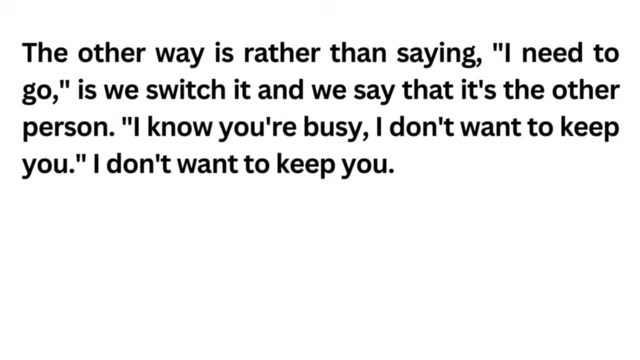 The other way is rather than saying, "I need to
go," is we switch it and we say that it's the other
person. "I know you're busy, I don't want to keep
you." I don't want to keep you.